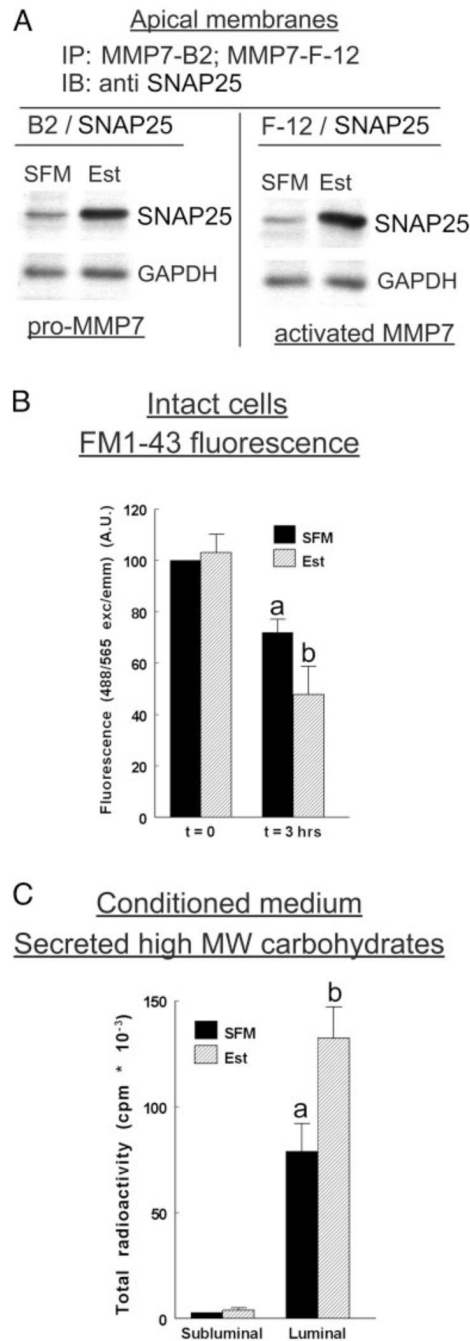 A
Apical membranes
IP: MMP7-B2; MMP7-F-12
IB: anti SNAP25
B2 / SNAP25
SFM Est
SNAP25
GAPDH
pro-MMP7
F-12 / SNAP25
SFM Est
SNAP25
GAPDH
activated MMP7
B
Intact cells
FM1-43 fluorescence
Fluorescence (488/565 exc/emm) (A.U.)
120
100
80
60
40
20
0
SFM
Est
a
b
t = 0
t = 3 hrs
C
Conditioned medium
Secreted high MW carbohydrates
Total radioactivity (cpm * 10⁻³)
150
100
50
0
SFM
Est
a
b
Subluminal
Luminal